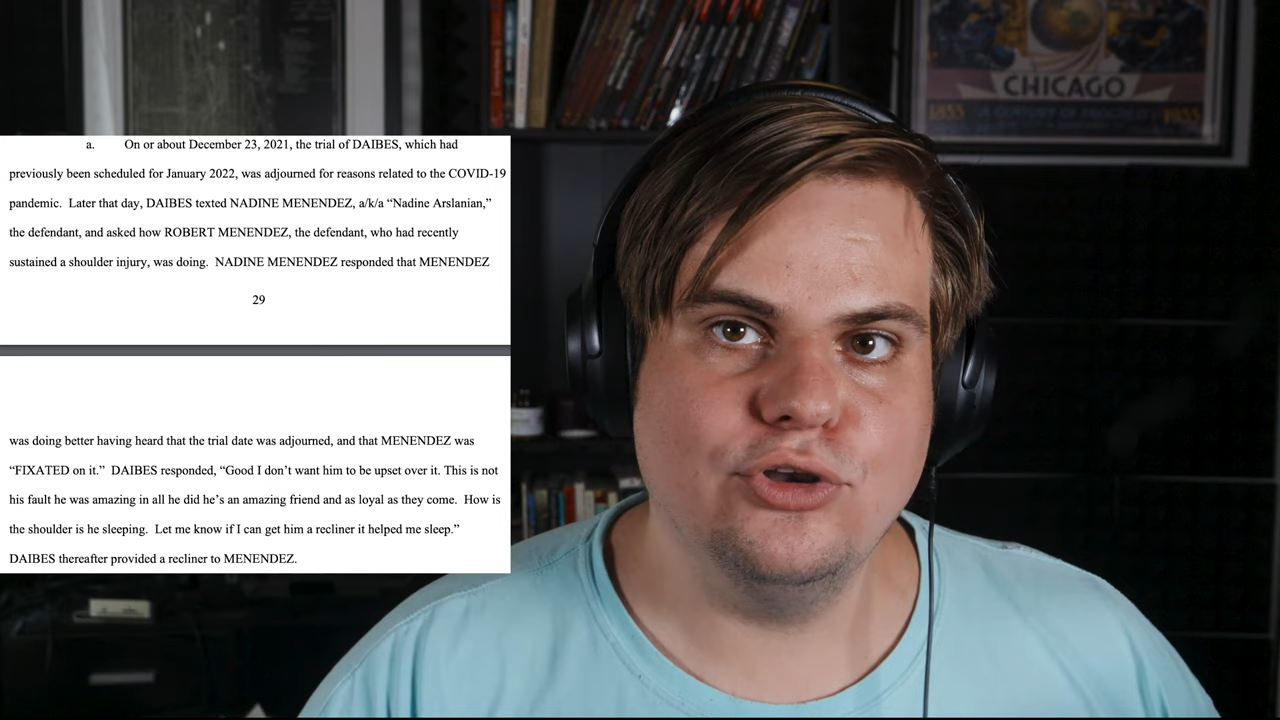 a. On or about December 23, 2021, the trial of DAIBES, which had
previously been scheduled for January 2022, was adjourned for reasons related to the COVID-19
pandemic. Later that day, DAIBES texted NADINE MENENDEZ, a/k/a “Nadine Arslanian,”
the defendant, and asked how ROBERT MENENDEZ, the defendant, who had recently
sustained a shoulder injury, was doing. NADINE MENENDEZ responded that MENENDEZ
29
was doing better having heard that the trial date was adjourned, and that MENENDEZ was
“FIXATED on it.” DAIBES responded, “Good I don’t want him to be upset over it. This is not
his fault he was amazing in all he did he’s an amazing friend and as loyal as they come. How is
the shoulder is he sleeping. Let me know if I can get him a recliner it helped me sleep.”
DAIBES thereafter provided a recliner to MENENDEZ.
CHICAGO
A CENTURY OF PROGRESS